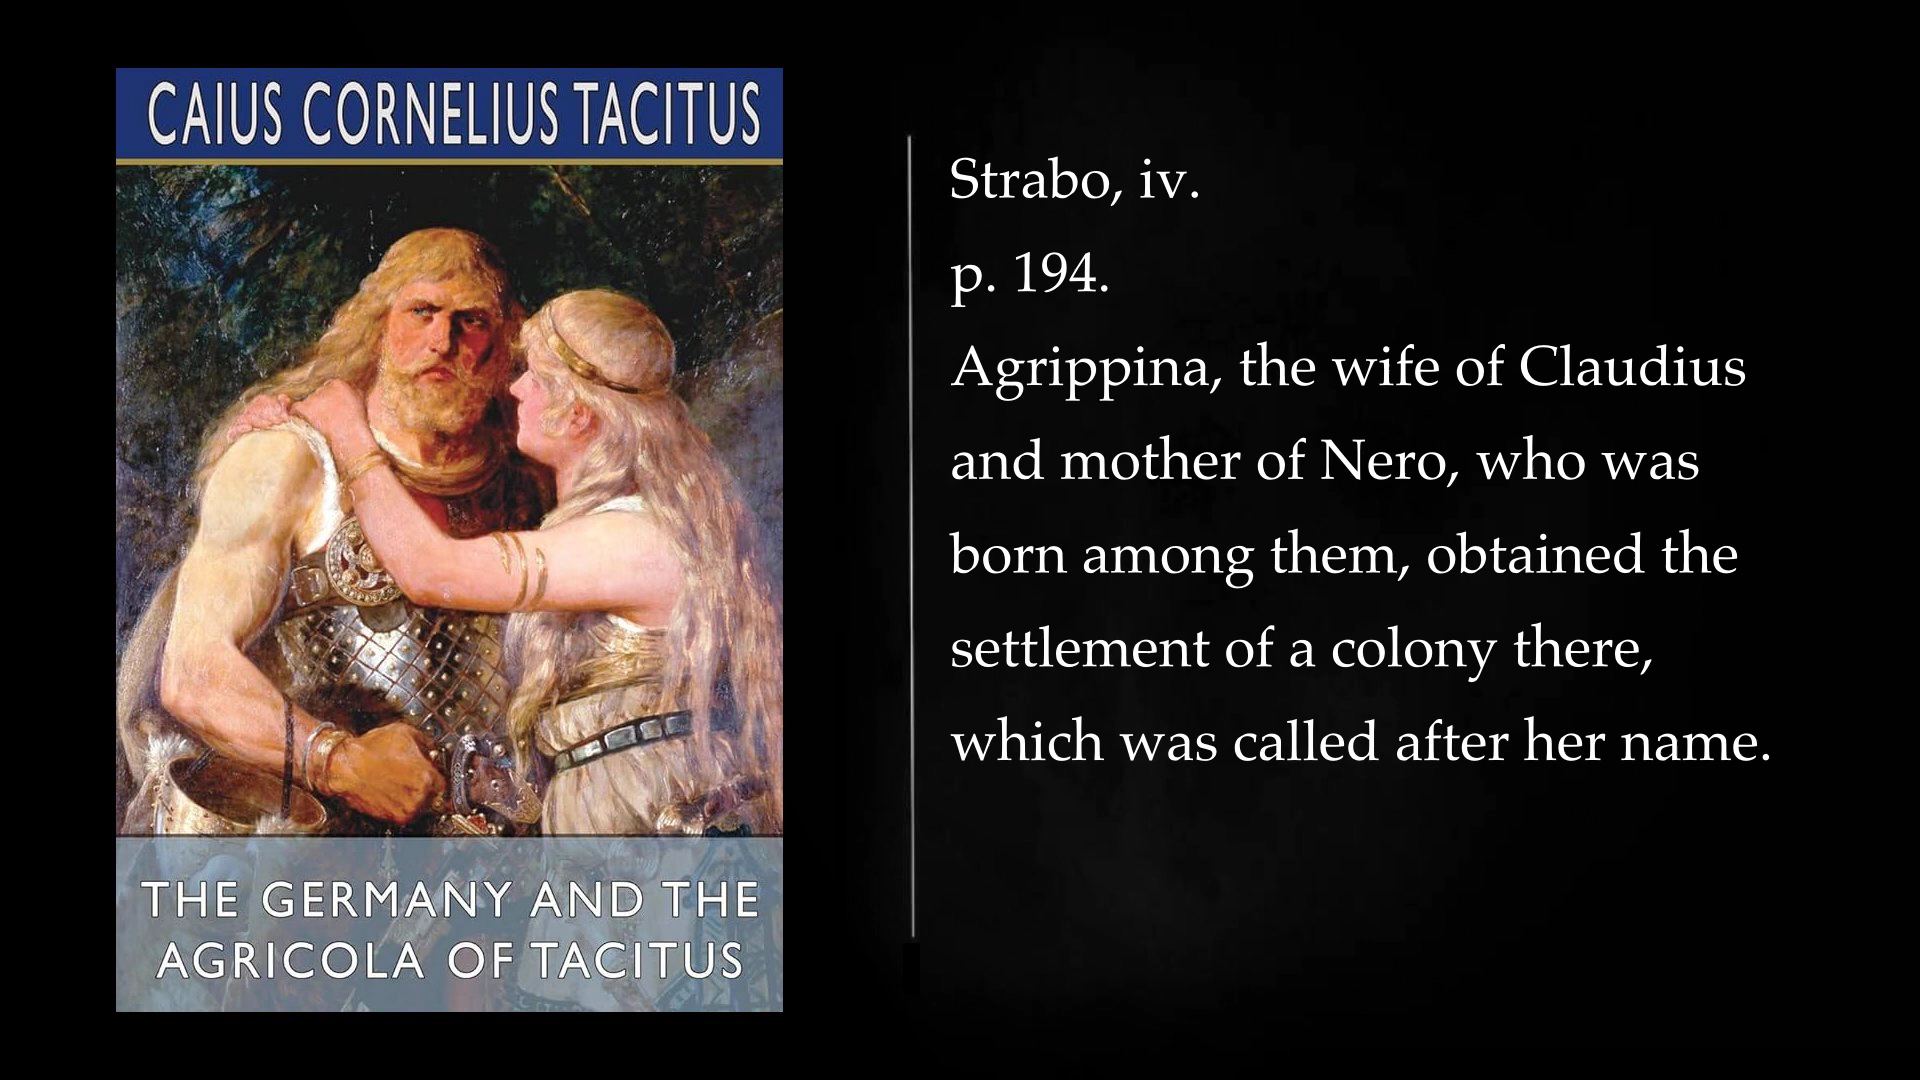 CAIUS CORNELIUS TACITUS
THE GERMANY AND THE
AGRICOLA OF TACITUS
Strabo, iv.
p. 194.
Agrippina, the wife of Claudius
and mother of Nero, who was
born among them, obtained the
settlement of a colony there,
which was called after her name.